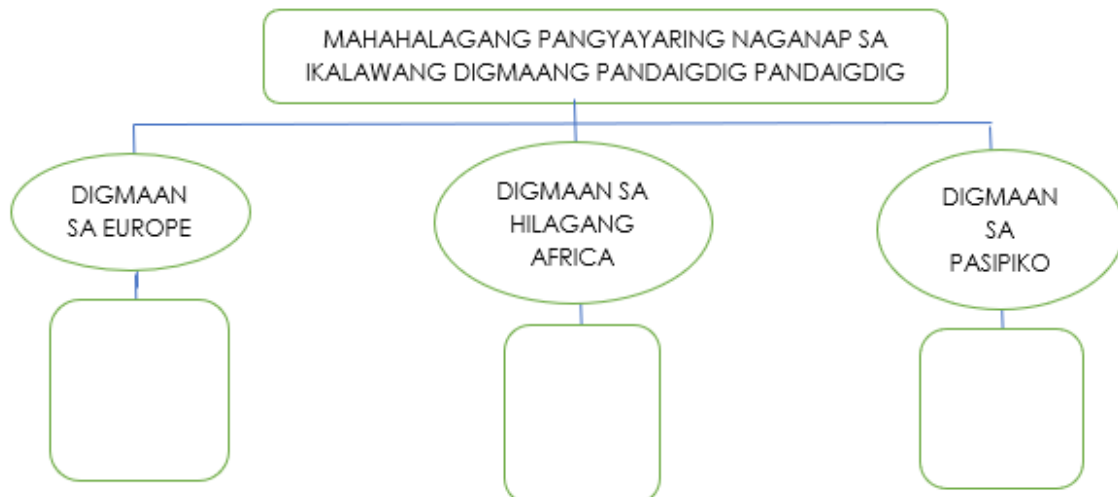 MAHAHALAGANG PANGYAYARING NAGANAP SA
IKALAWANG DIGMAANG PANDAIGDIG PANDAIGDIG
DIGMAAN
SA EUROPE
DIGMAAN SA
HILAGANG
AFRICA
DIGMAAN
SA
PASIPIKO